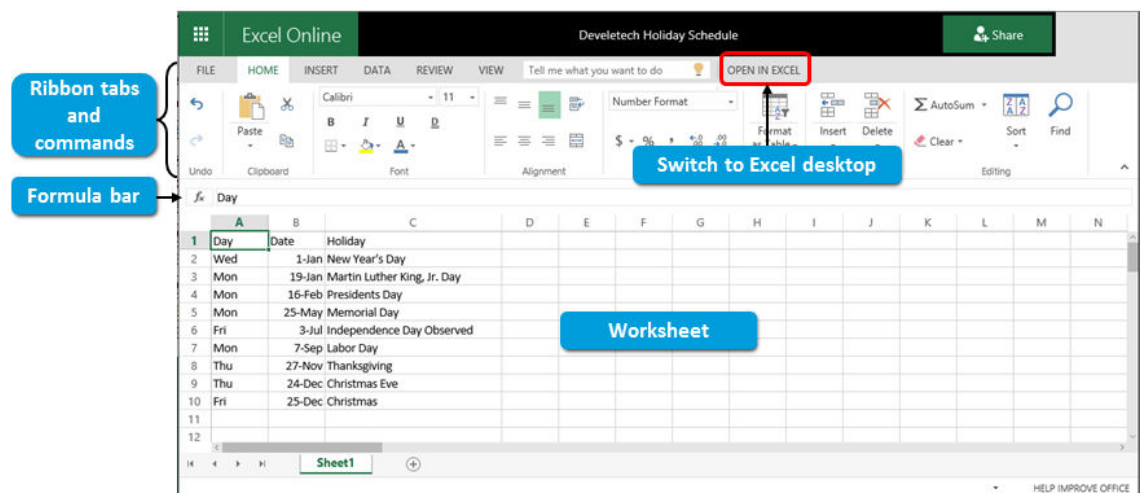 Excel Online Develetech Holiday Schedule Share
FILE HOME INSERT DATA REVIEW VIEW Tell me what you want to do OPEN IN EXCEL
Ribbon tabs
and
commands
Calibri 11 Number Format
B I U D
Paste
$ % Format Insert Delete
AutoSum Sort Find
Clear
Undo Clipboard Font Alignment Editing
Switch to Excel desktop
Formula bar
fx Day
A B C D E F G H I J K L M N
1 Day Date Holiday
2 Wed 1-Jan New Year's Day
3 Mon 19-Jan Martin Luther King, Jr. Day
4 Mon 16-Feb Presidents Day
5 Mon 25-May Memorial Day
6 Fri 3-Jul Independence Day Observed
Worksheet
7 Mon 7-Sep Labor Day
8 Thu 27-Nov Thanksgiving
9 Thu 24-Dec Christmas Eve
10 Fri 25-Dec Christmas
11
12
Sheet1
HELP IMPROVE OFFICE